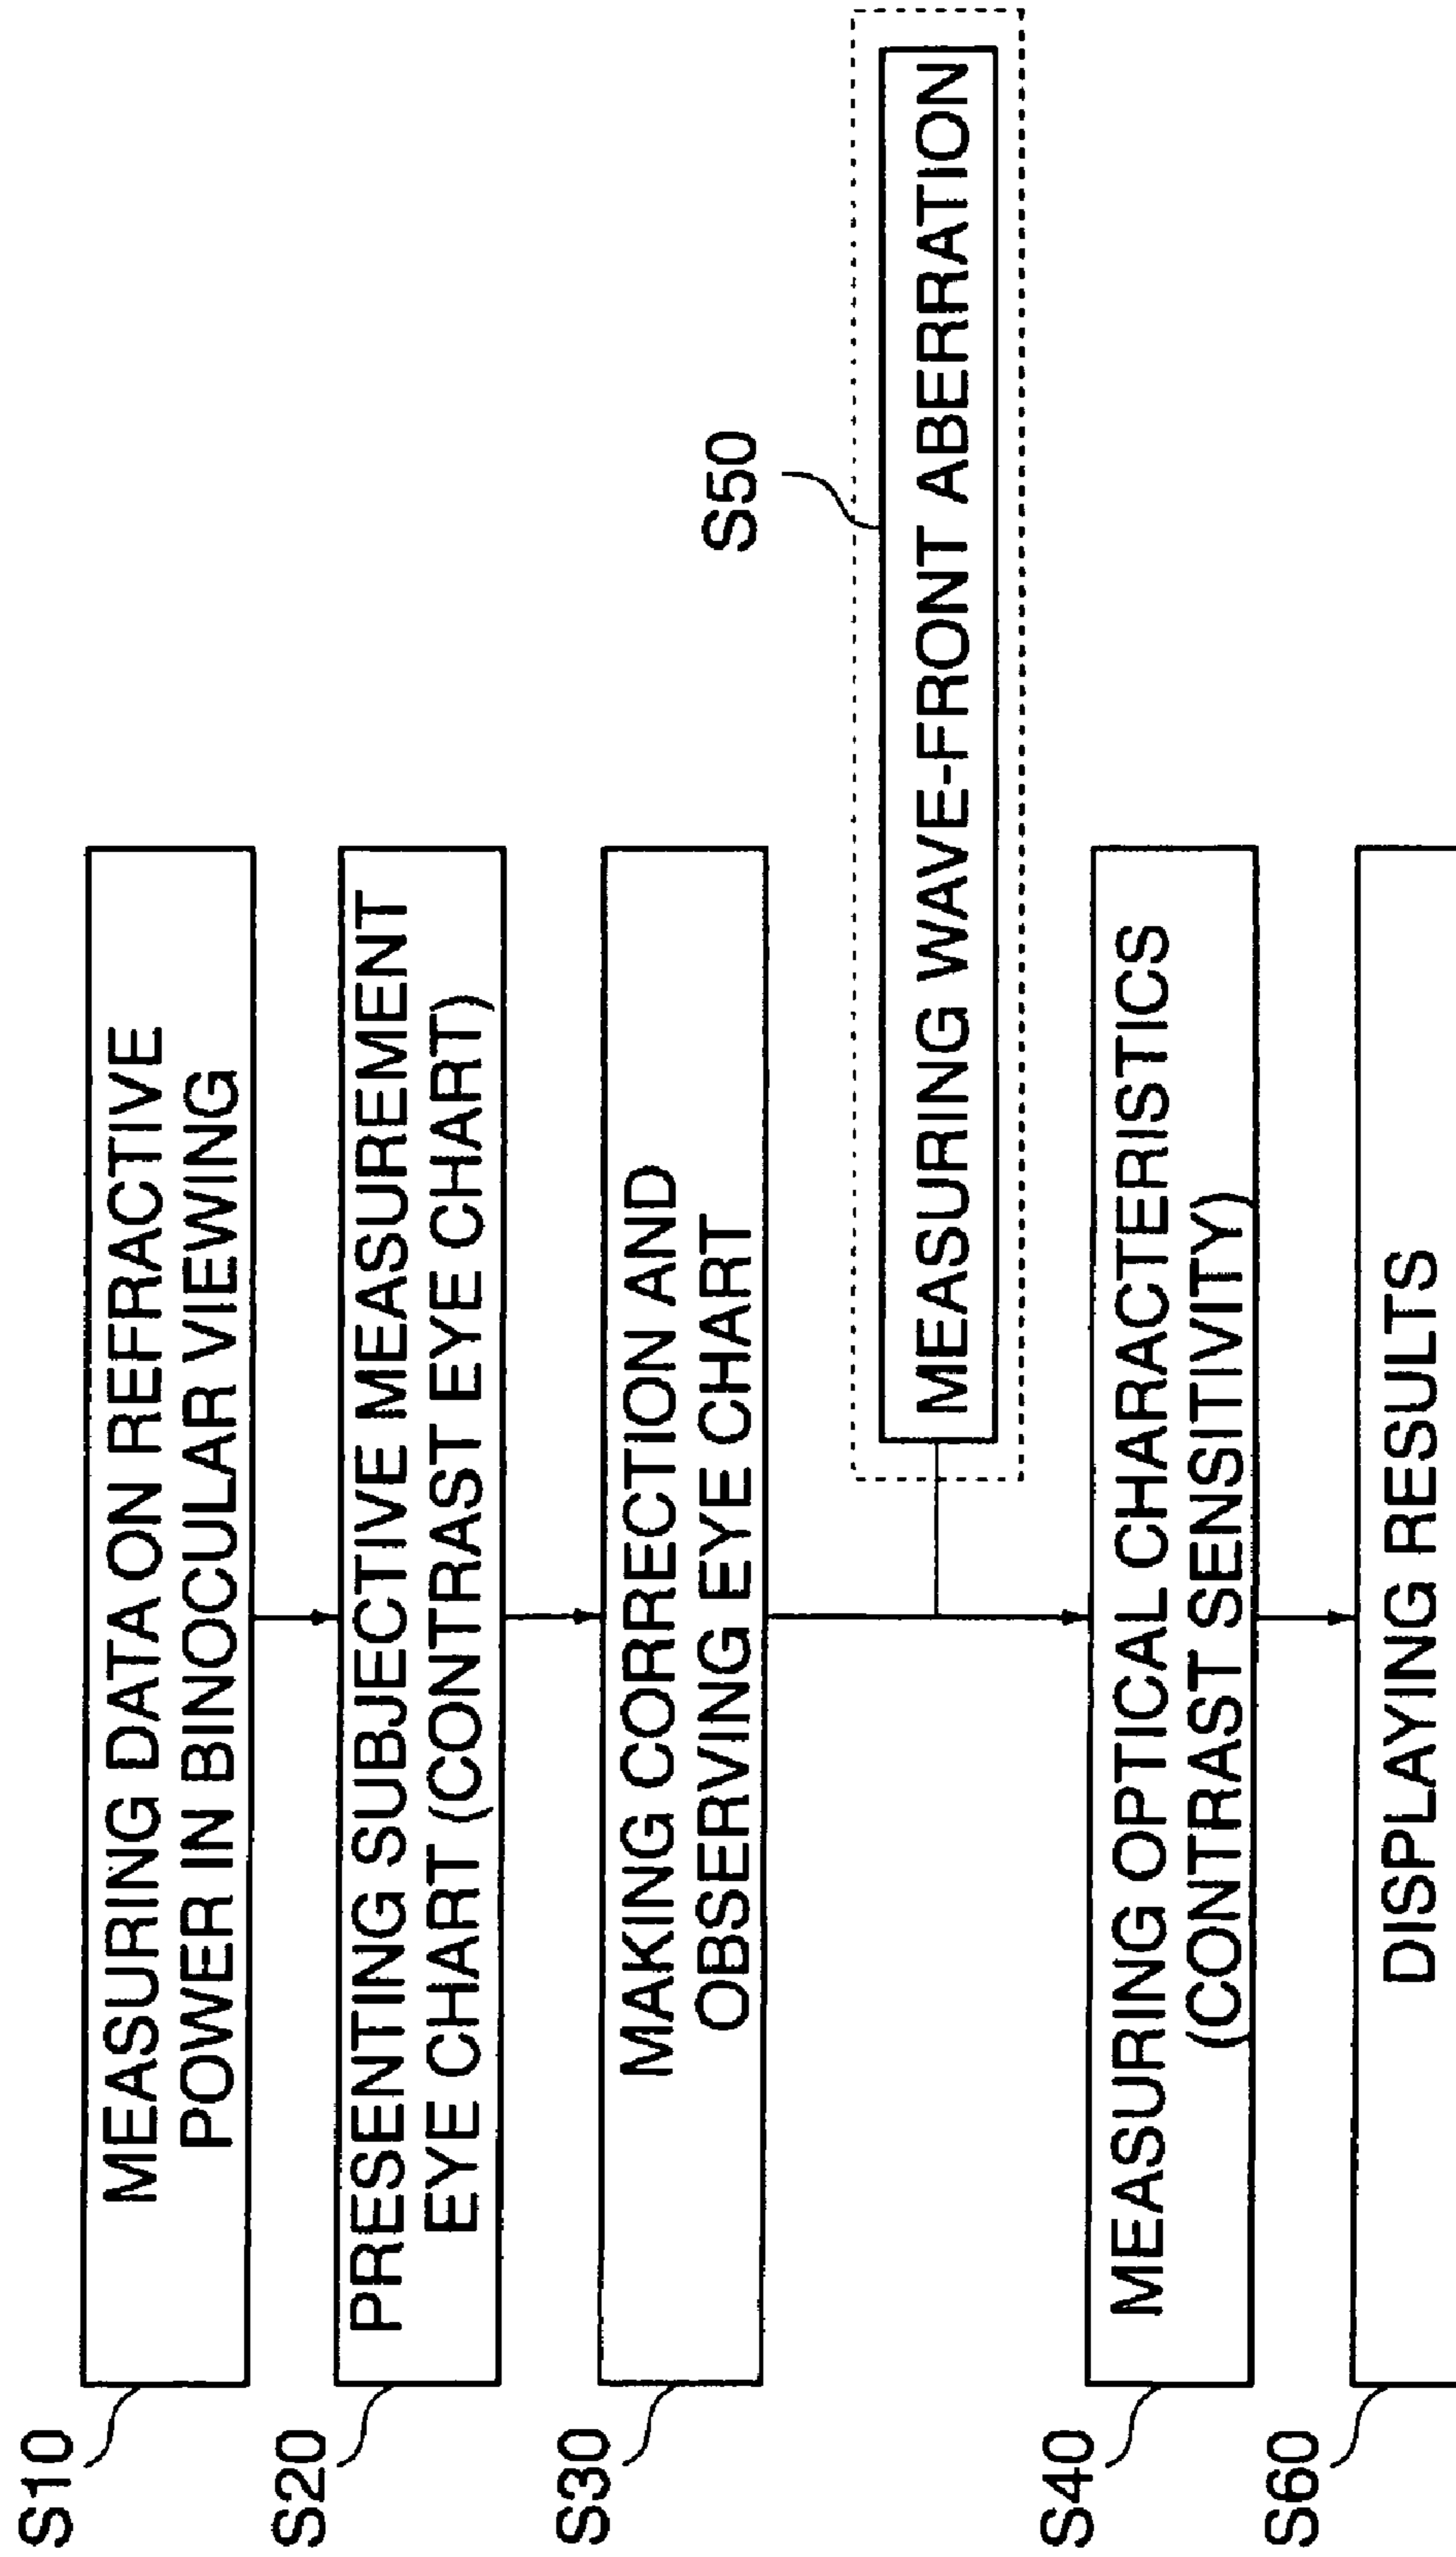 S10
MEASURING DATA ON REFRACTIVE
POWER IN BINOCULAR VIEWING
S20
PRESENTING SUBJECTIVE MEASUREMENT
EYE CHART (CONTRAST EYE CHART)
S30
MAKING CORRECTION AND
OBSERVING EYE CHART
S50
MEASURING WAVE-FRONT ABERRATION
S40
MEASURING OPTICAL CHARACTERISTICS
(CONTRAST SENSITIVITY)
S60
DISPLAYING RESULTS